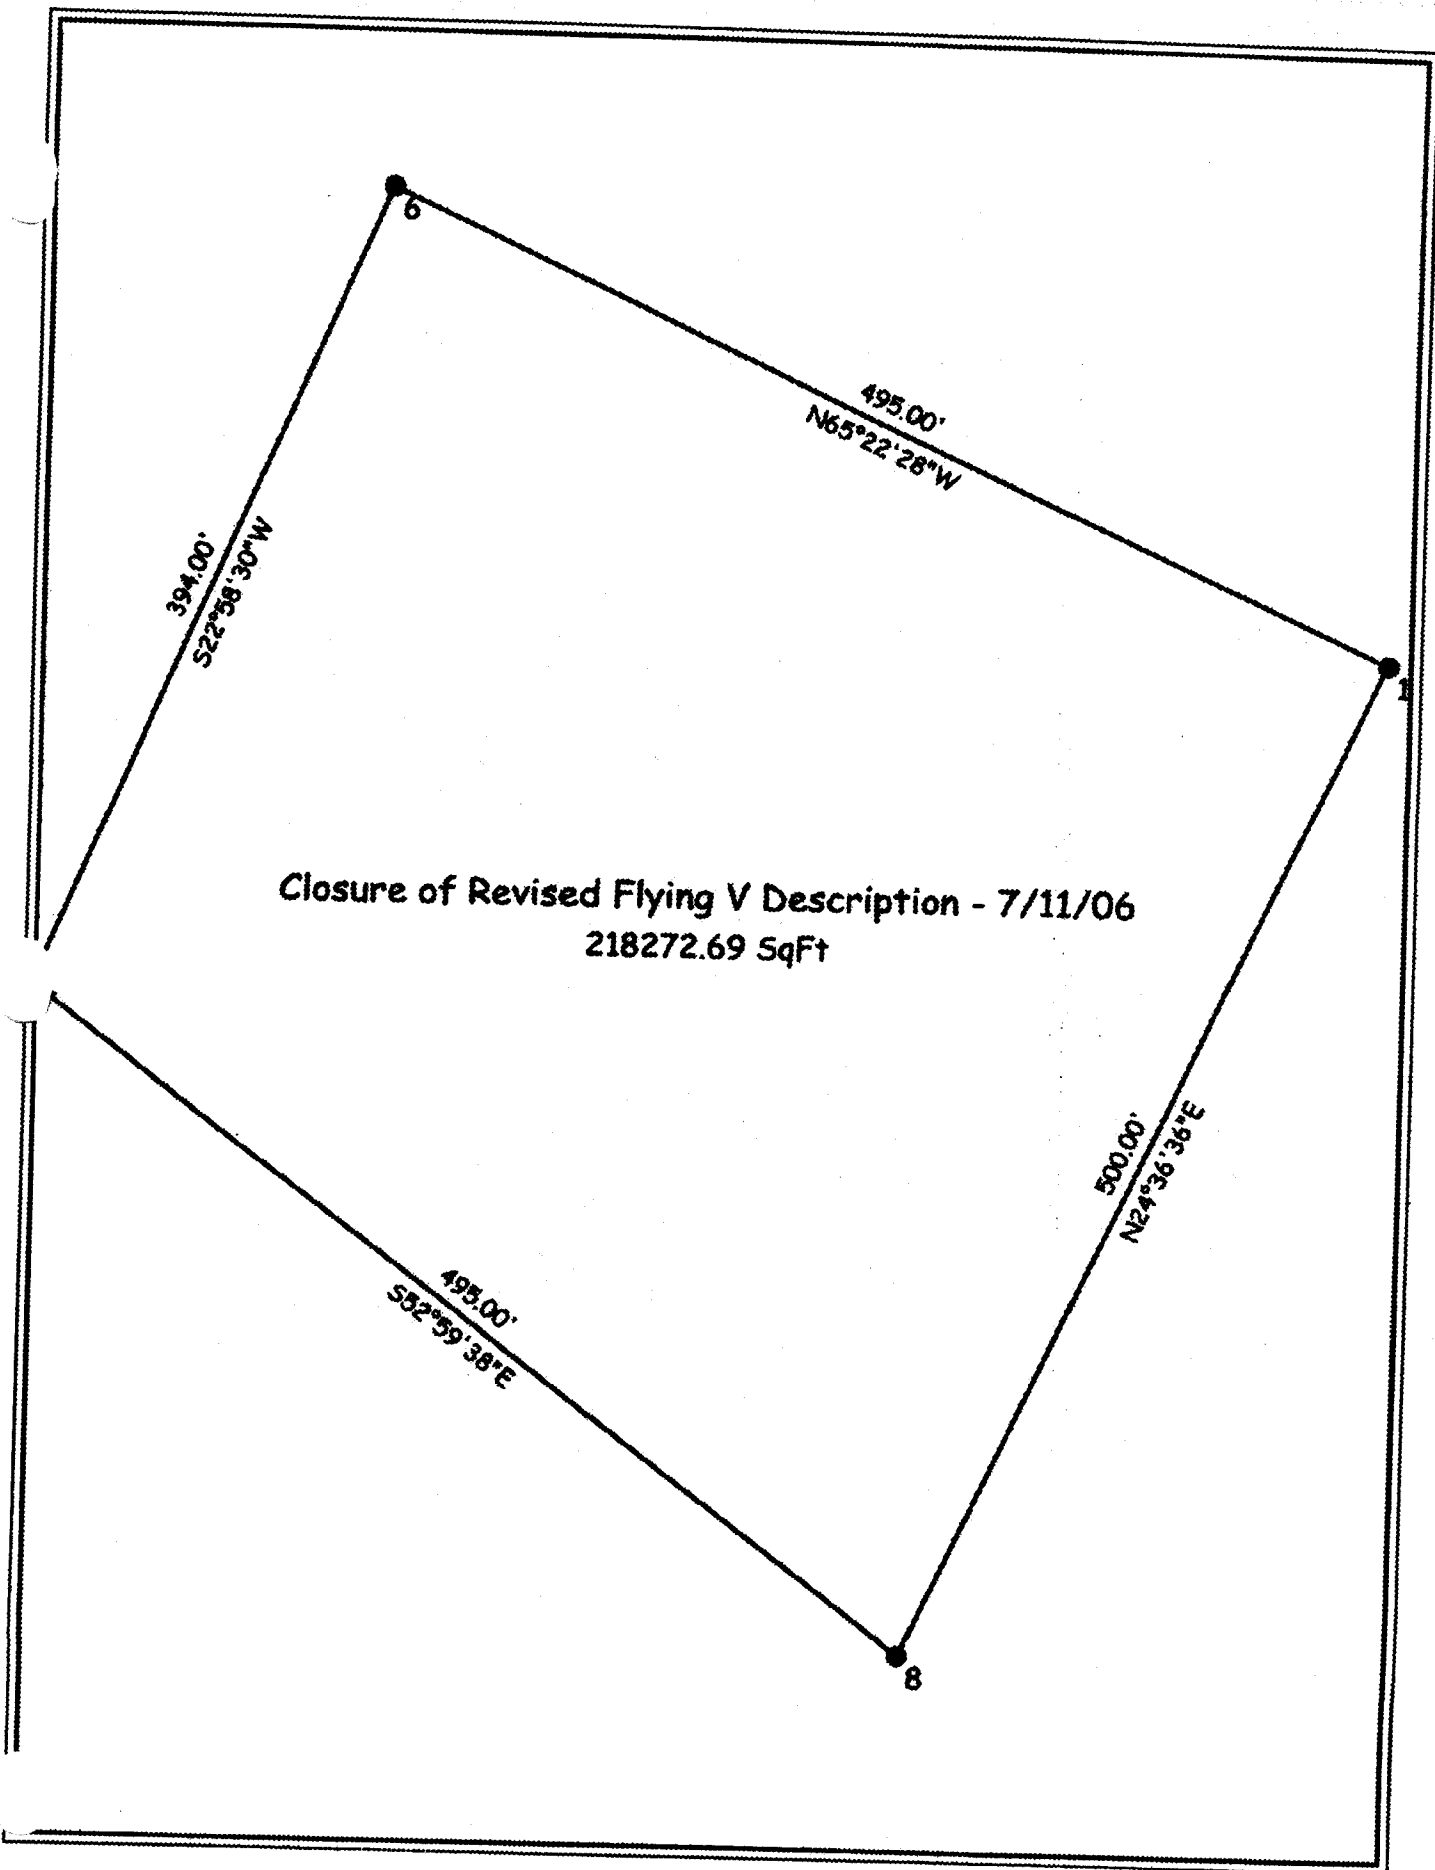 6
495.00'
N65°22'28"W
394.00'
S22°58'30"W
1
Closure of Revised Flying V Description - 7/11/06
218272.69 SqFt
500.00'
N24°36'36"E
495.00'
S52°59'38"E
8